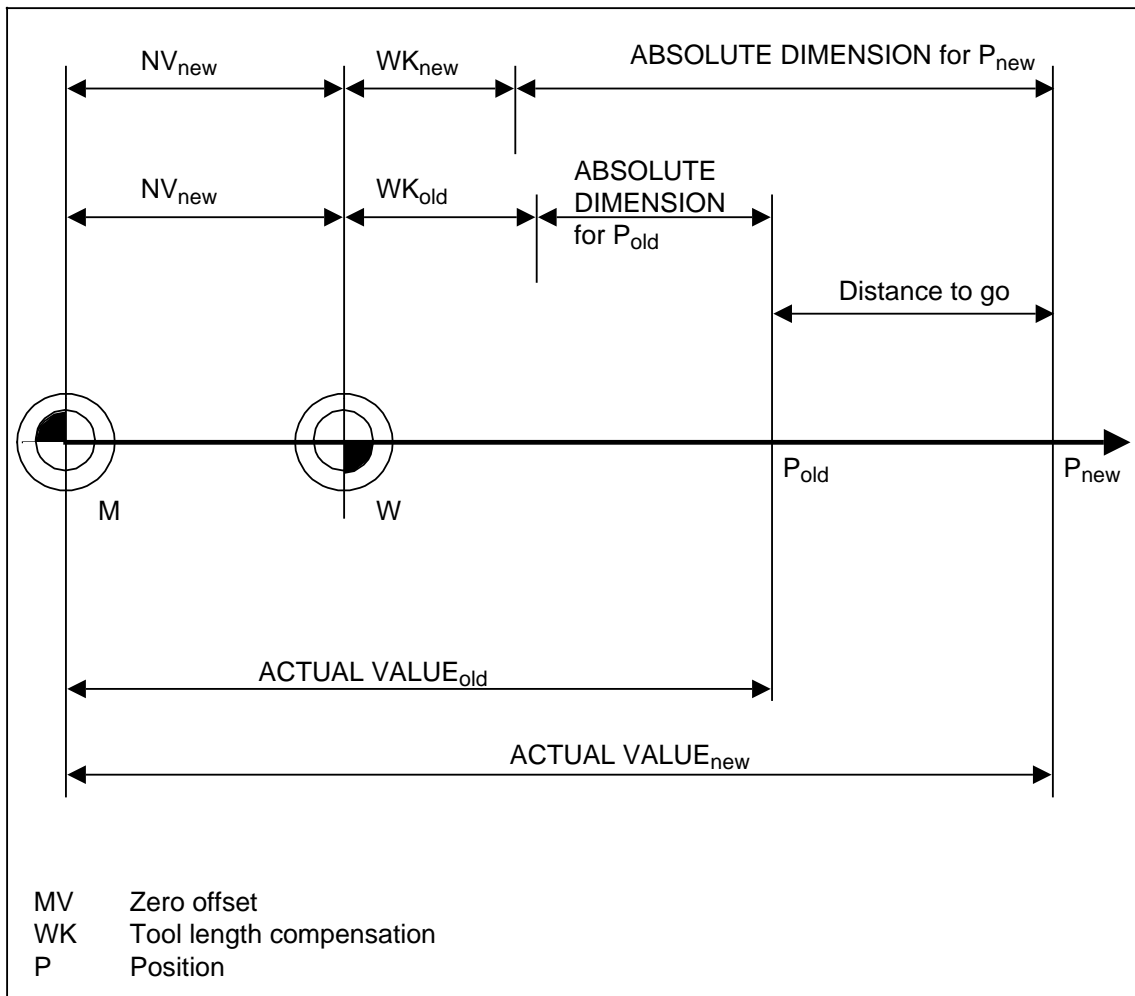 NVnew WKnew ABSOLUTE DIMENSION for Pnew
NVnew WKold ABSOLUTE
DIMENSION
for Pold
Distance to go
Pold Pnew
M W
ACTUAL VALUEold
ACTUAL VALUEnew
MV Zero offset
WK Tool length compensation
P Position